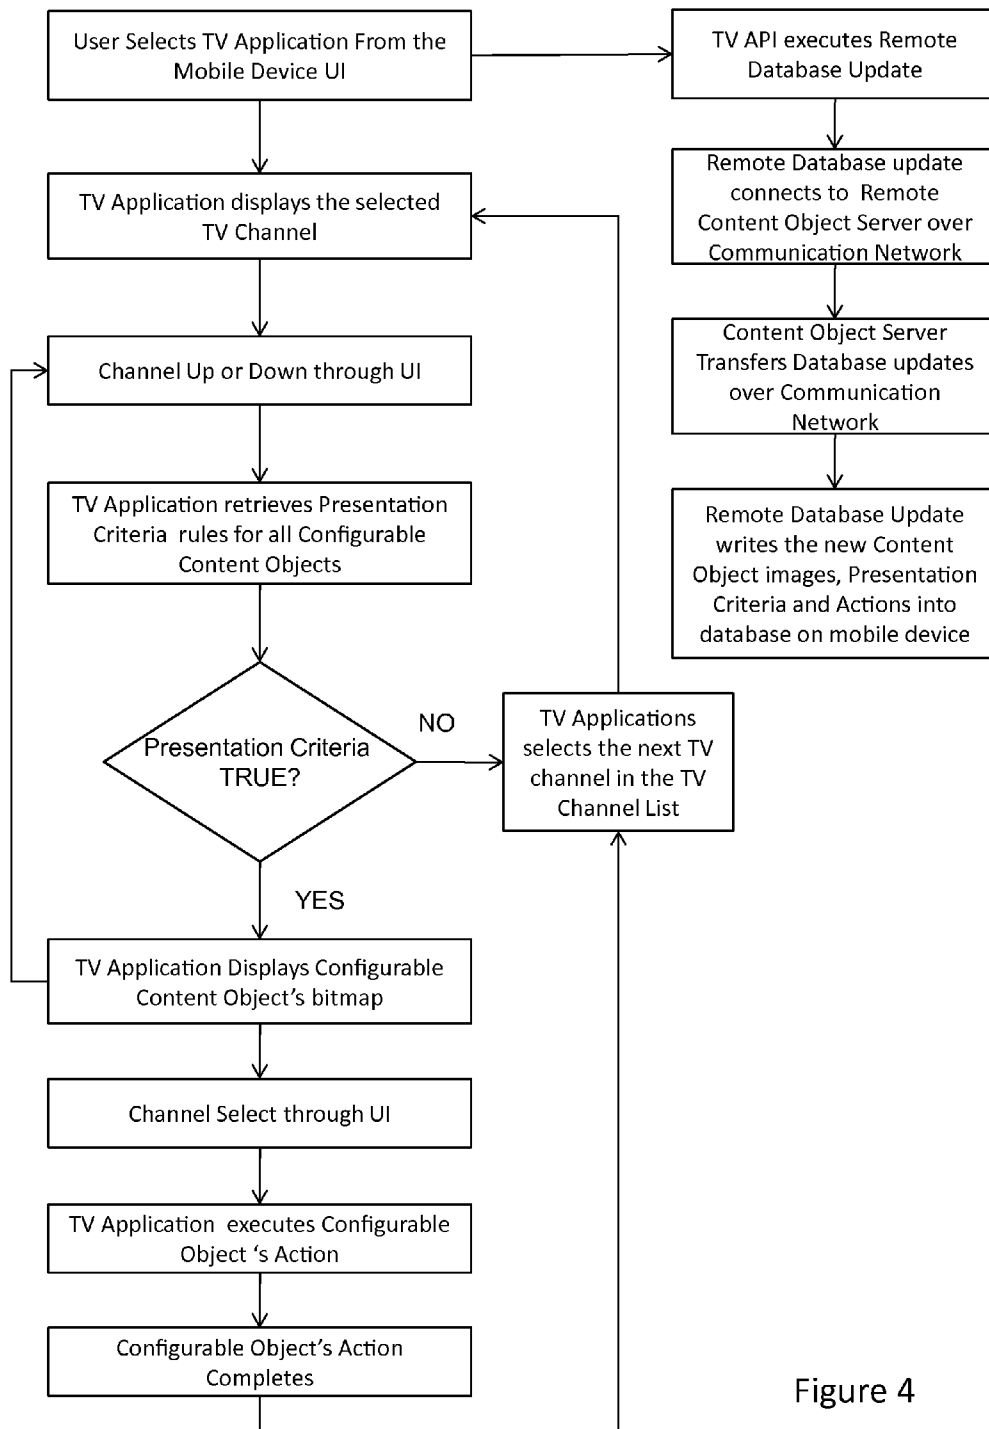 User Selects TV Application From the
Mobile Device UI
TV Application displays the selected
TV Channel
Channel Up or Down through UI
TV Application retrieves Presentation
Criteria rules for all Configurable
Content Objects
Presentation Criteria
TRUE?
NO
TV Applications
selects the next TV
channel in the TV
Channel List
YES
TV Application Displays Configurable
Content Object’s bitmap
Channel Select through UI
TV Application executes Configurable
Object ‘s Action
Configurable Object’s Action
Completes
TV API executes Remote
Database Update
Remote Database update
connects to Remote
Content Object Server over
Communication Network
Content Object Server
Transfers Database updates
over Communication
Network
Remote Database Update
writes the new Content
Object images, Presentation
Criteria and Actions into
database on mobile device
Figure 4